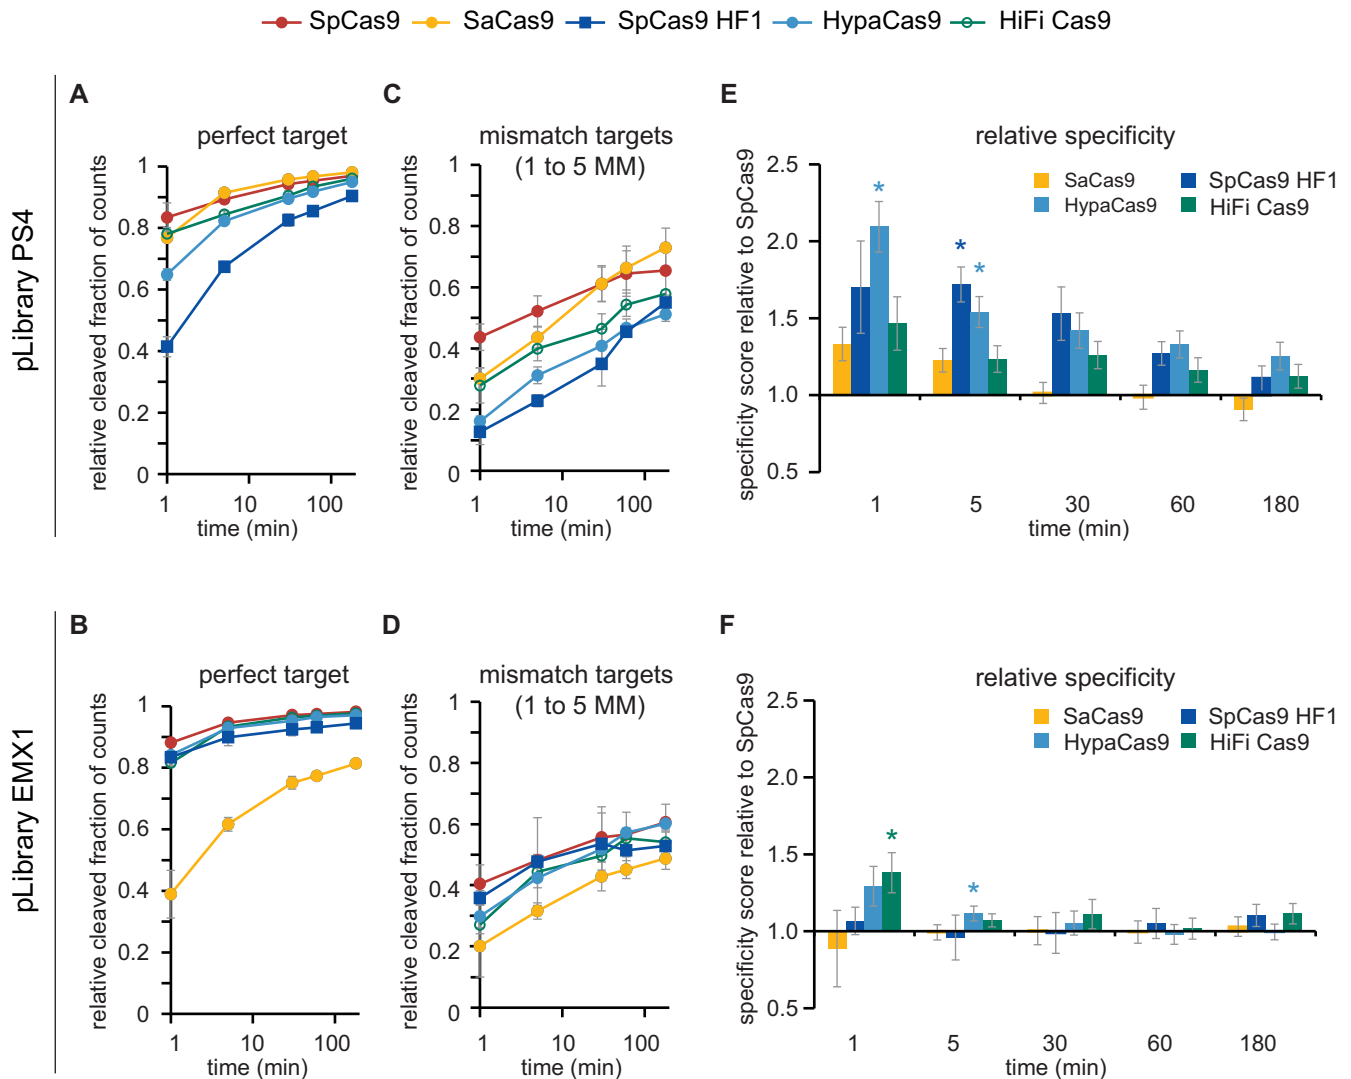 SpCas9 SaCas9 SpCas9 HF1 HypaCas9 HiFi Cas9
pLibrary PS4
A
perfect target
relative cleaved fraction of counts
1
0.8
0.6
0.4
0.2
0
1 10 100
time (min)
C
mismatch targets
(1 to 5 MM)
relative cleaved fraction of counts
1
0.8
0.6
0.4
0.2
0
1 10 100
time (min)
E
relative specificity
specificity score relative to SpCas9
2.5
2.0
1.5
1.0
0.5
SaCas9 SpCas9 HF1
HypaCas9 HiFi Cas9
*
* *
1 5 30 60 180
time (min)
pLibrary EMX1
B
perfect target
relative cleaved fraction of counts
1
0.8
0.6
0.4
0.2
0
1 10 100
time (min)
D
mismatch targets
(1 to 5 MM)
relative cleaved fraction of counts
1
0.8
0.6
0.4
0.2
0
1 10 100
time (min)
F
relative specificity
specificity score relative to SpCas9
2.5
2.0
1.5
1.0
0.5
SaCas9 SpCas9 HF1
HypaCas9 HiFi Cas9
*
*
1 5 30 60 180
time (min)